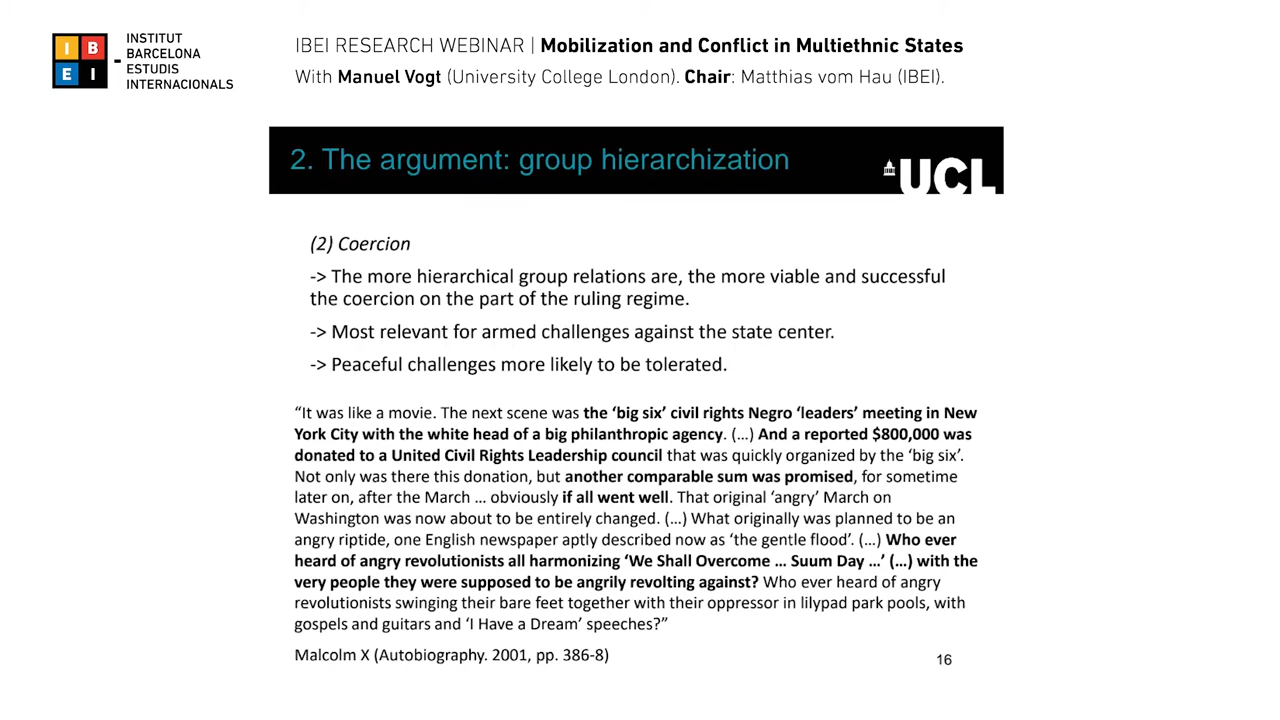 I B E I - INSTITUT
BARCELONA
ESTUDIS
INTERNACIONALS
IBEI RESEARCH WEBINAR | Mobilization and Conflict in Multiethnic States
With Manuel Vogt (University College London). Chair: Matthias vom Hau (IBEI).
2. The argument: group hierarchization
UCL
(2) Coercion
-> The more hierarchical group relations are, the more viable and successful
the coercion on the part of the ruling regime.
-> Most relevant for armed challenges against the state center.
-> Peaceful challenges more likely to be tolerated.
“It was like a movie. The next scene was the ‘big six’ civil rights Negro ‘leaders’ meeting in New
York City with the white head of a big philanthropic agency. (…) And a reported $800,000 was
donated to a United Civil Rights Leadership council that was quickly organized by the ‘big six’.
Not only was there this donation, but another comparable sum was promised, for sometime
later on, after the March … obviously if all went well. That original ‘angry’ March on
Washington was now about to be entirely changed. (…) What originally was planned to be an
angry riptide, one English newspaper aptly described now as ‘the gentle flood’. (…) Who ever
heard of angry revolutionists all harmonizing ‘We Shall Overcome … Suum Day …’ (…) with the
very people they were supposed to be angrily revolting against? Who ever heard of angry
revolutionists swinging their bare feet together with their oppressor in lilypad park pools, with
gospels and guitars and ‘I Have a Dream’ speeches?”
Malcolm X (Autobiography. 2001, pp. 386-8)
16